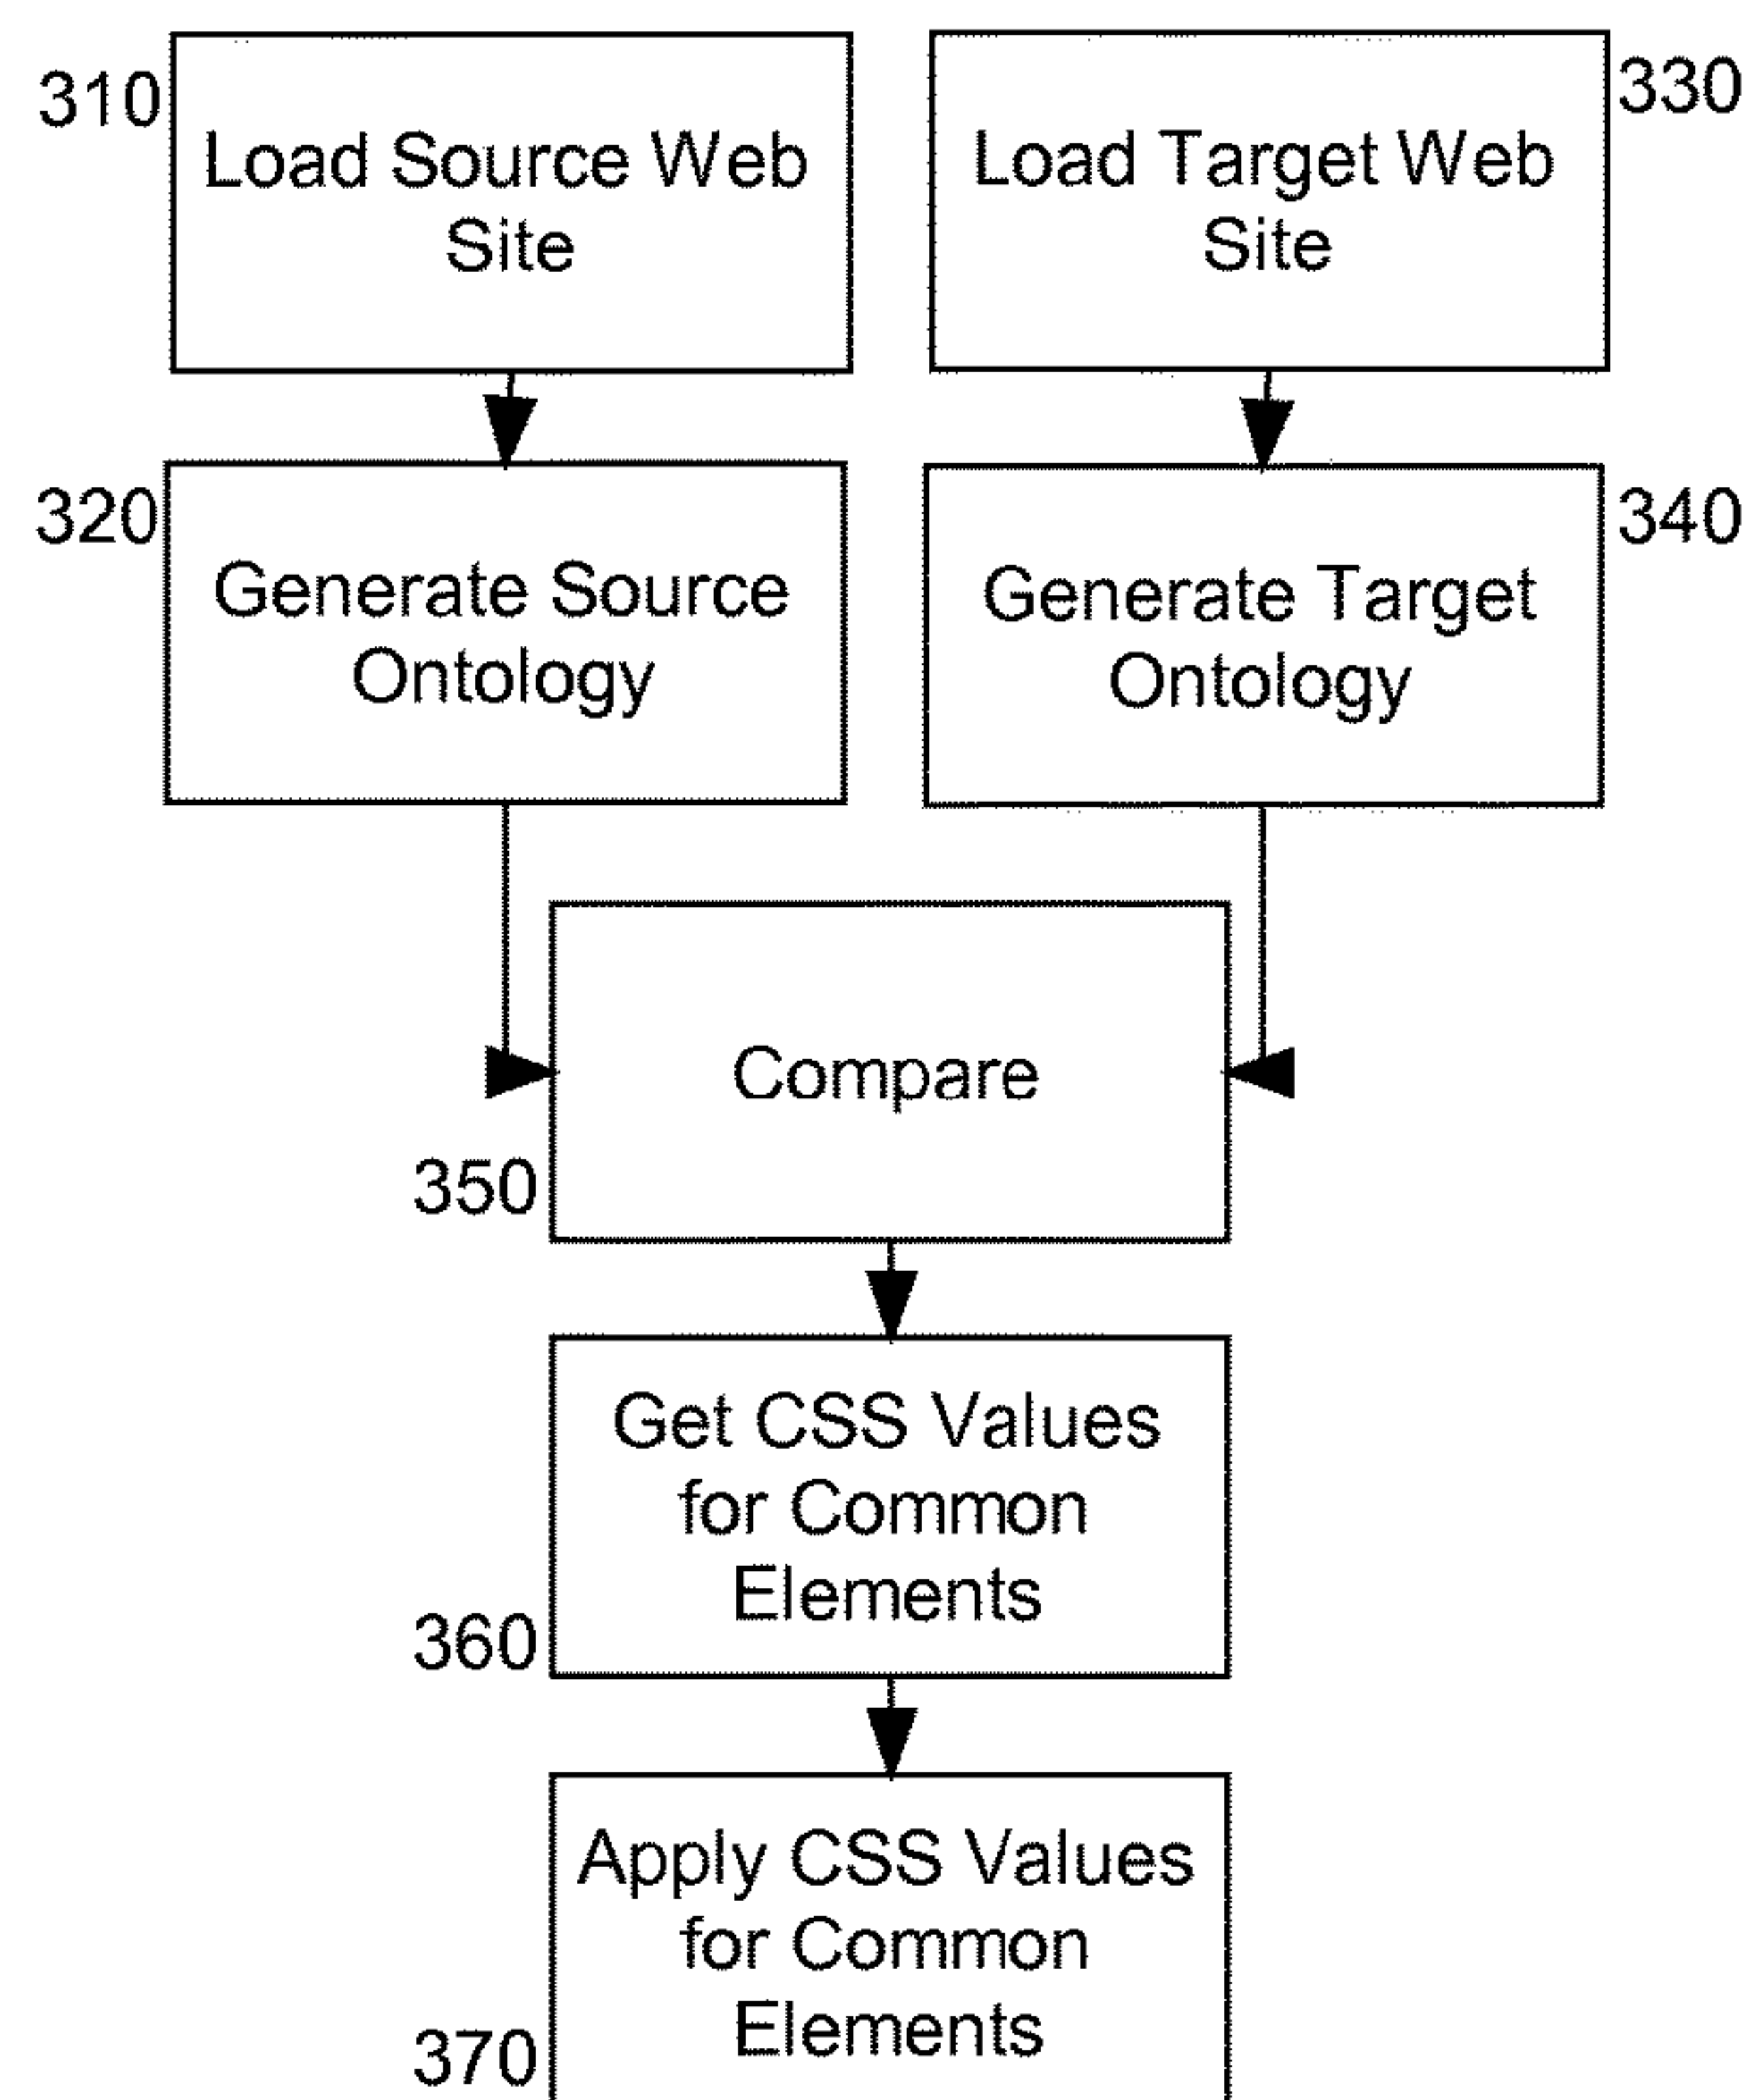 310
Load Source Web
Site
330
Load Target Web
Site
320
Generate Source
Ontology
340
Generate Target
Ontology
Compare
350
Get CSS Values
for Common
Elements
360
Apply CSS Values
for Common
Elements
370